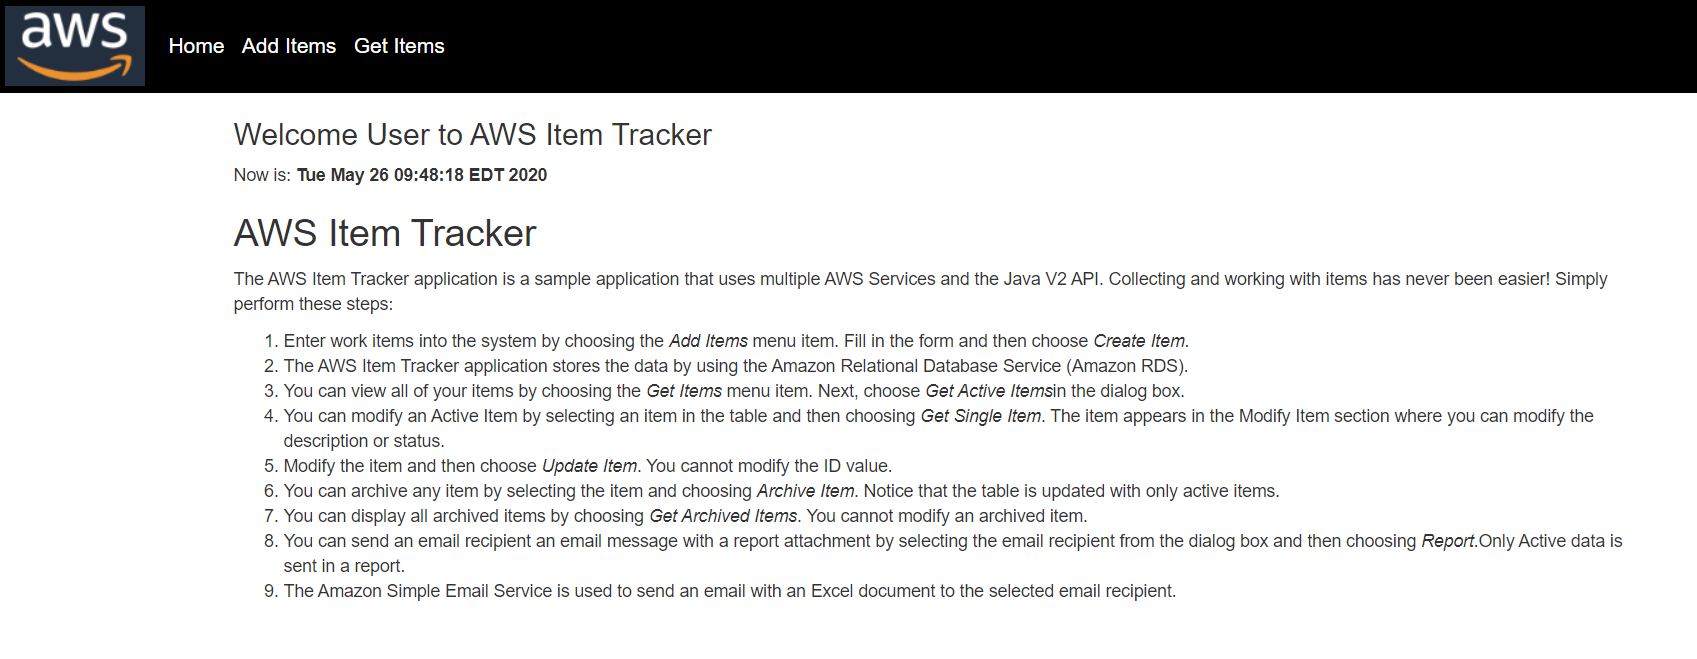 aws
Home Add Items Get Items
Welcome User to AWS Item Tracker
Now is: Tue May 26 09:48:18 EDT 2020
AWS Item Tracker
The AWS Item Tracker application is a sample application that uses multiple AWS Services and the Java V2 API. Collecting and working with items has never been easier! Simply
perform these steps:
1. Enter work items into the system by choosing the Add Items menu item. Fill in the form and then choose Create Item.
2. The AWS Item Tracker application stores the data by using the Amazon Relational Database Service (Amazon RDS).
3. You can view all of your items by choosing the Get Items menu item. Next, choose Get Active Itemsin the dialog box.
4. You can modify an Active Item by selecting an item in the table and then choosing Get Single Item. The item appears in the Modify Item section where you can modify the
description or status.
5. Modify the item and then choose Update Item. You cannot modify the ID value.
6. You can archive any item by selecting the item and choosing Archive Item. Notice that the table is updated with only active items.
7. You can display all archived items by choosing Get Archived Items. You cannot modify an archived item.
8. You can send an email recipient an email message with a report attachment by selecting the email recipient from the dialog box and then choosing Report.Only Active data is
sent in a report.
9. The Amazon Simple Email Service is used to send an email with an Excel document to the selected email recipient.